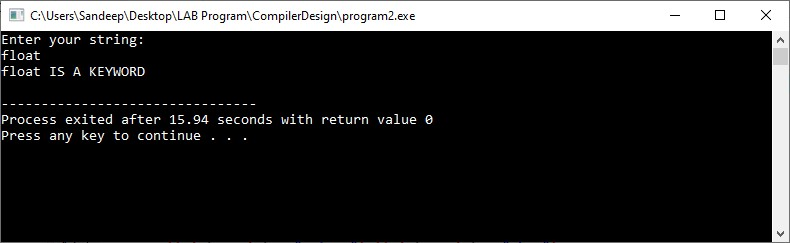 C:\Users\Sandeep\Desktop\LAB Program\CompilerDesign\program2.exe
Enter your string:
float
float IS A KEYWORD
--------------------------------
Process exited after 15.94 seconds with return value 0
Press any key to continue . . .